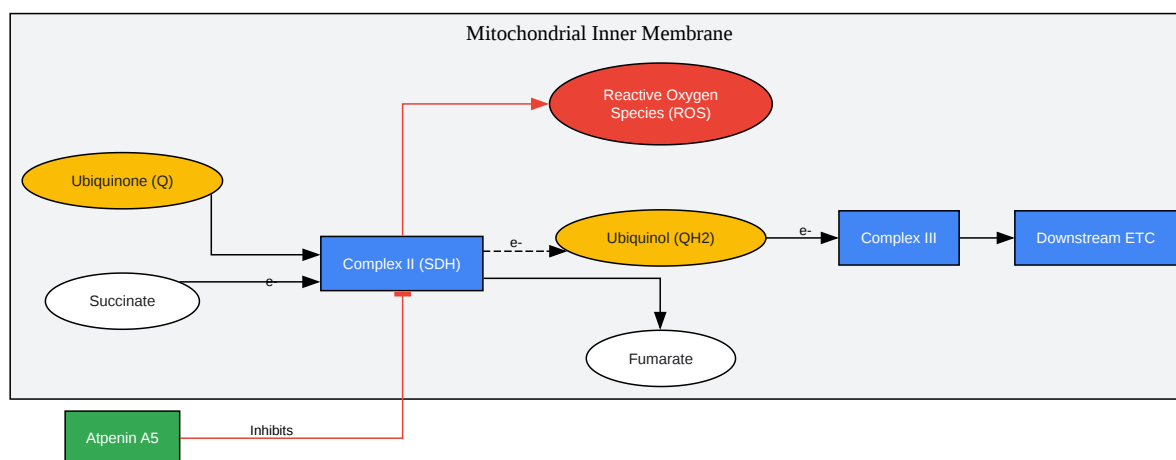 Mitochondrial Inner Membrane
Reactive Oxygen
Species (ROS)
Ubiquinone (Q)
e-
Ubiquinol (QH2)
e-
Complex III
Downstream ETC
Complex II (SDH)
e-
Succinate
Fumarate
Inhibits
Atpenin A5